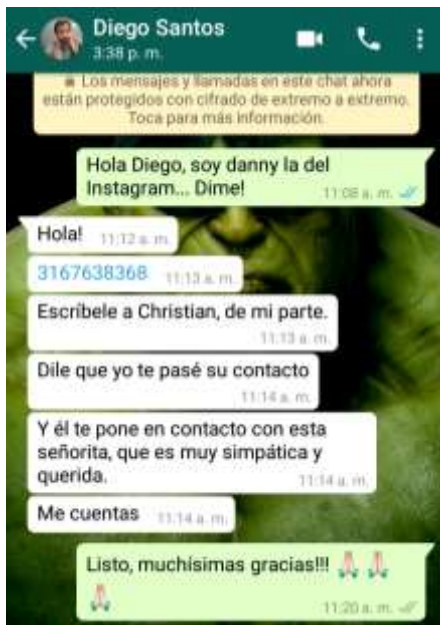 Diego Santos
3:38 p. m.
Los mensajes y llamadas en este chat ahora
están protegidos con cifrado de extremo a extremo.
Toca para más información.
Hola Diego, soy danny la del
Instagram... Dime!
11:08 a. m.
Hola! 11:12 a. m.
3167638368 11:13 a. m.
Escríbele a Christian, de mi parte.
11:13 a. m.
Dile que yo te pasé su contacto
11:14 a. m.
Y él te pone en contacto con esta
señorita, que es muy simpática y
querida. 11:14 a. m.
Me cuentas 11:14 a. m.
Listo, muchísimas gracias!!! 🙏🏻 🙏🏻
🙏🏻 11:20 a. m.